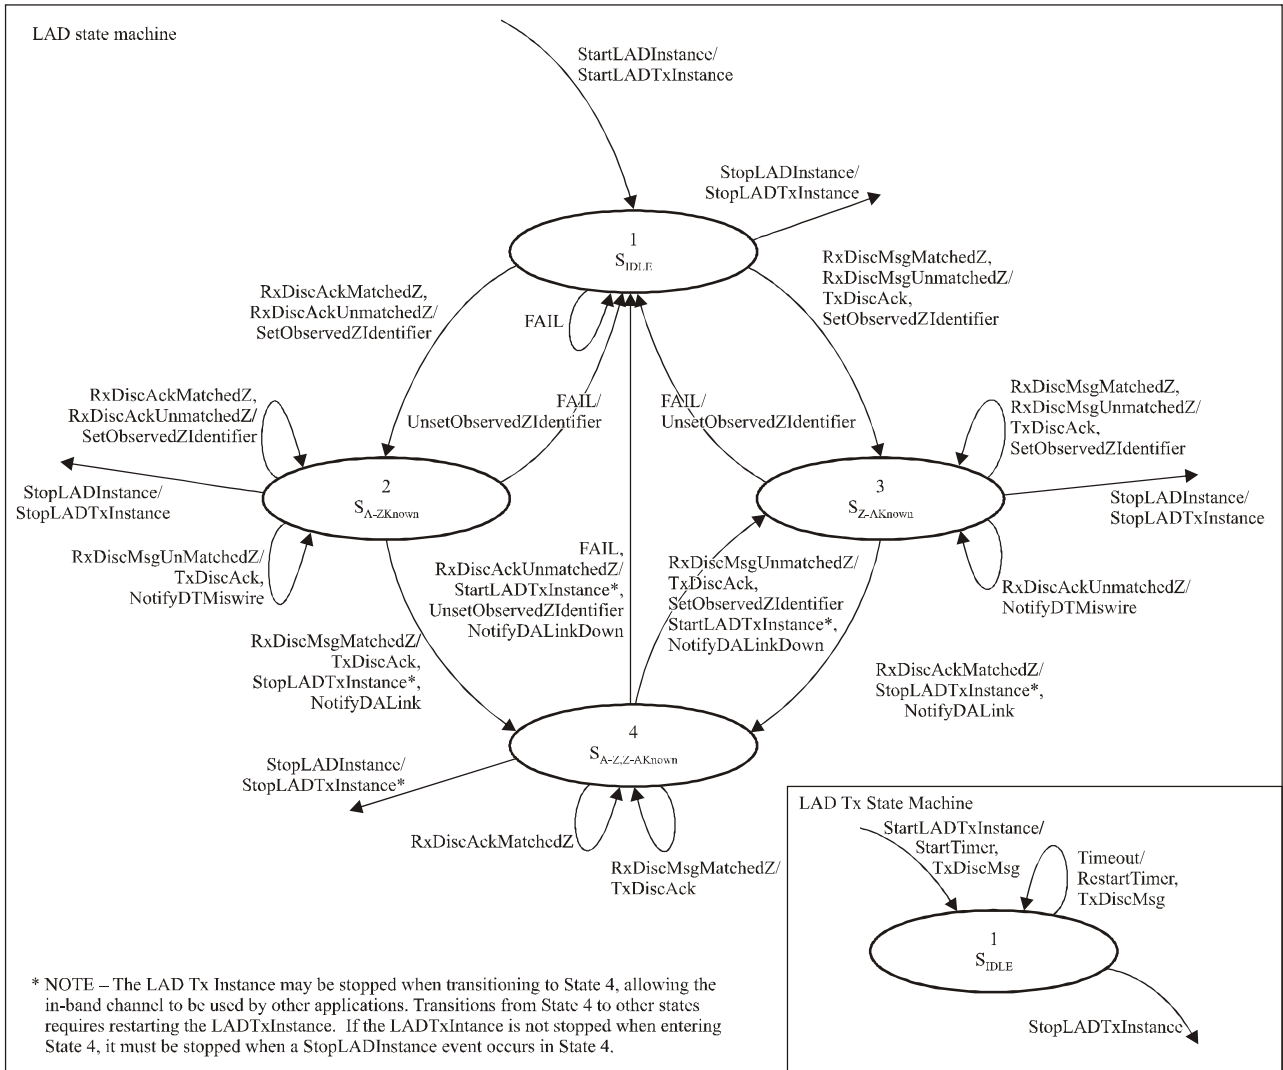 LAD state machine
StartLADInstance/
StartLADTxInstance
StopLADInstance/
StopLADTxInstance
1
S_IDLE
RxDiscMsgMatchedZ,
RxDiscMsgUnmatchedZ/
TxDiscAck,
SetObservedZIdentifier
RxDiscAckMatchedZ,
RxDiscAckUnmatchedZ/
SetObservedZIdentifier
FAIL
RxDiscAckMatchedZ,
RxDiscAckUnmatchedZ/
SetObservedZIdentifier
FAIL/
UnsetObservedZIdentifier
FAIL/
UnsetObservedZIdentifier
RxDiscMsgMatchedZ,
RxDiscMsgUnmatchedZ/
TxDiscAck,
SetObservedZIdentifier
StopLADInstance/
StopLADTxInstance
2
S_A-ZKnown
3
S_Z-AKnown
StopLADInstance/
StopLADTxInstance
RxDiscMsgUnMatchedZ/
TxDiscAck,
NotifyDTMiswire
FAIL,
RxDiscAckUnmatchedZ/
StartLADTxInstance*,
UnsetObservedZIdentifier
NotifyDALinkDown
RxDiscMsgUnmatchedZ/
TxDiscAck,
SetObservedZIdentifier
StartLADTxInstance*,
NotifyDALinkDown
RxDiscAckUnmatchedZ/
NotifyDTMiswire
RxDiscMsgMatchedZ/
TxDiscAck,
StopLADTxInstance*,
NotifyDALink
RxDiscAckMatchedZ/
StopLADTxInstance*,
NotifyDALink
4
S_A-Z,Z-AKnown
StopLADInstance/
StopLADTxInstance*
RxDiscAckMatchedZ
RxDiscMsgMatchedZ/
TxDiscAck
LAD Tx State Machine
StartLADTxInstance/
StartTimer,
TxDiscMsg
Timeout/
RestartTimer,
TxDiscMsg
1
S_IDLE
StopLADTxInstance
* NOTE – The LAD Tx Instance may be stopped when transitioning to State 4, allowing the
in-band channel to be used by other applications. Transitions from State 4 to other states
requires restarting the LADTxInstance. If the LADTxIntance is not stopped when entering
State 4, it must be stopped when a StopLADInstance event occurs in State 4.